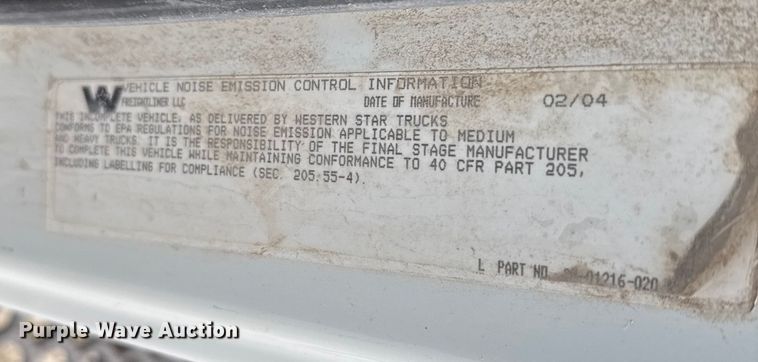 VEHICLE NOISE EMISSION CONTROL INFORMATION
W FREIGHTLINER LLC DATE OF MANUFACTURE 02/04
THIS INCOMPLETE VEHICLE, AS DELIVERED BY WESTERN STAR TRUCKS
CONFORMS TO EPA REGULATIONS FOR NOISE EMISSION APPLICABLE TO MEDIUM
AND HEAVY TRUCKS. IT IS THE RESPONSIBILITY OF THE FINAL STAGE MANUFACTURER
TO COMPLETE THIS VEHICLE WHILE MAINTAINING CONFORMANCE TO 40 CFR PART 205,
INCLUDING LABELLING FOR COMPLIANCE (SEC. 205.55-4).
L PART NO 01216-020
Purple Wave Auction